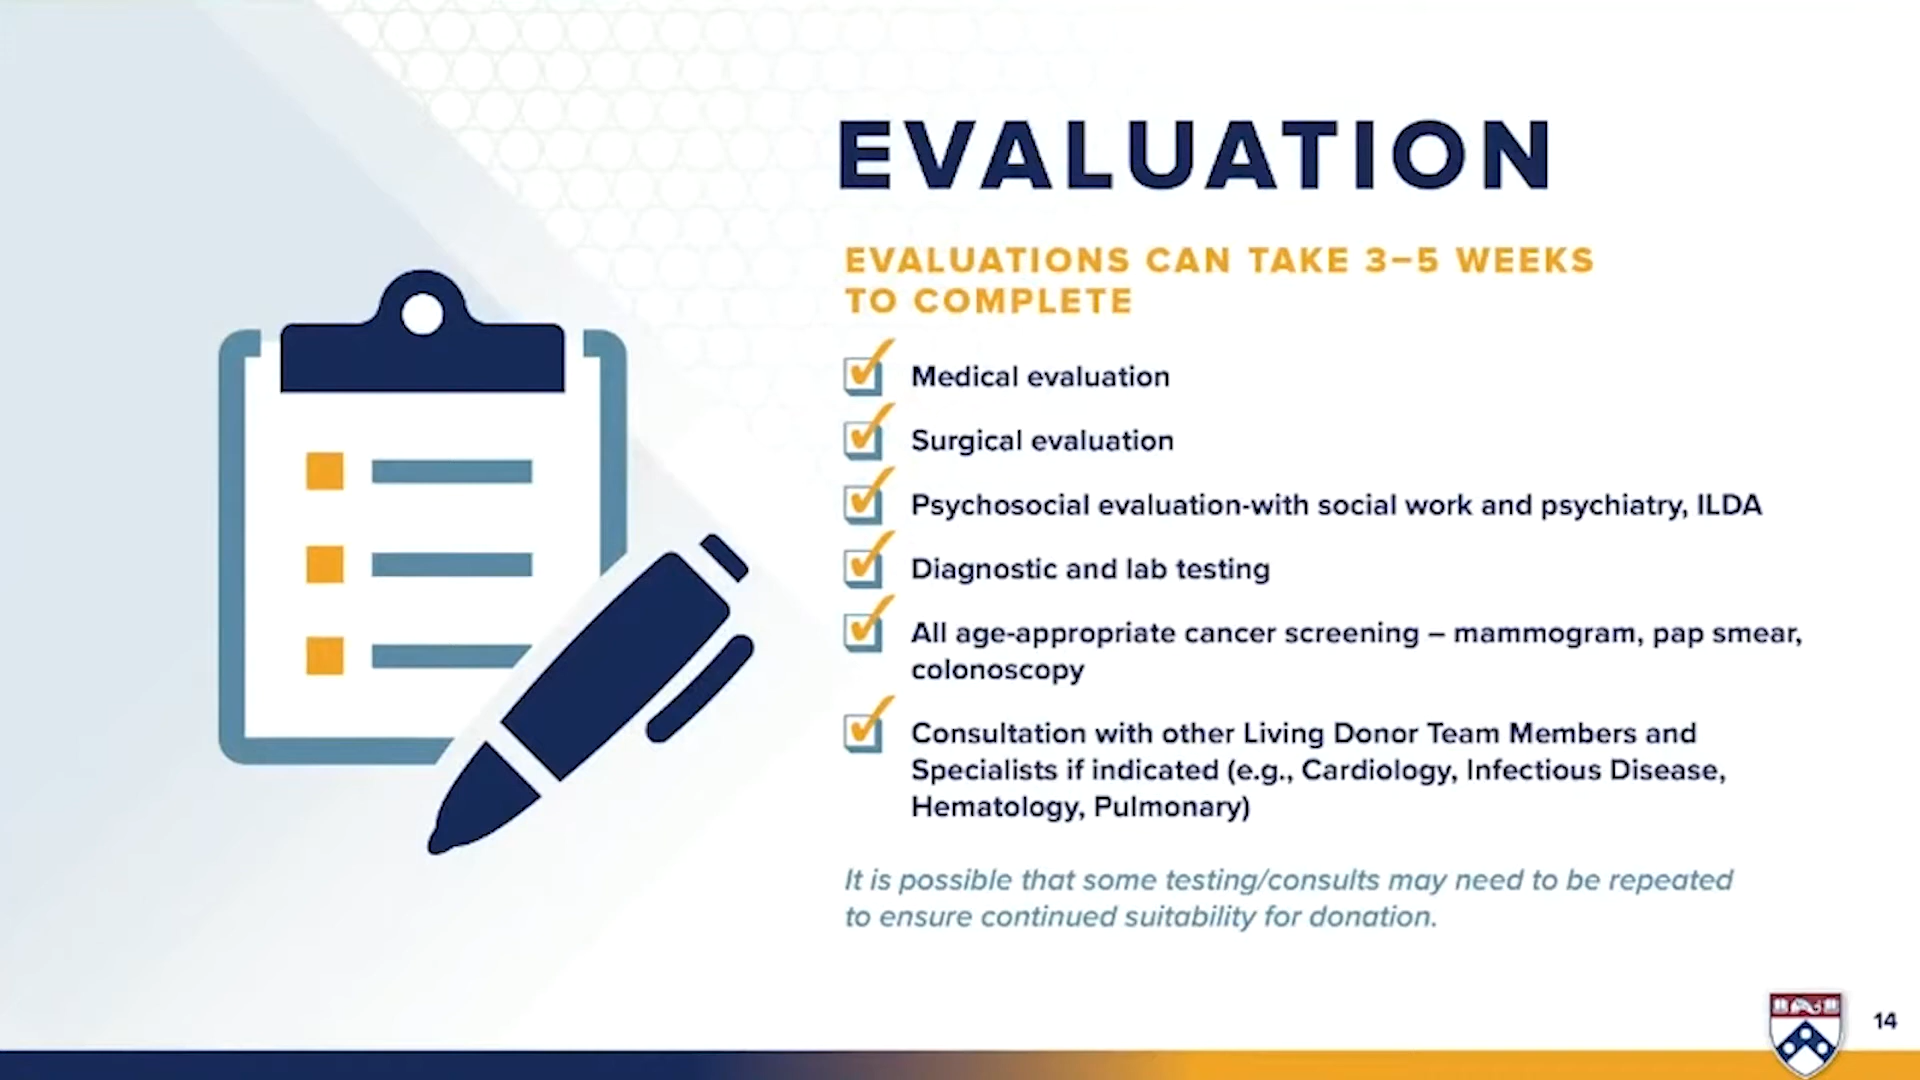 EVALUATION
EVALUATIONS CAN TAKE 3–5 WEEKS
TO COMPLETE
Medical evaluation
Surgical evaluation
Psychosocial evaluation-with social work and psychiatry, ILDA
Diagnostic and lab testing
All age-appropriate cancer screening – mammogram, pap smear,
colonoscopy
Consultation with other Living Donor Team Members and
Specialists if indicated (e.g., Cardiology, Infectious Disease,
Hematology, Pulmonary)
It is possible that some testing/consults may need to be repeated
to ensure continued suitability for donation.
14